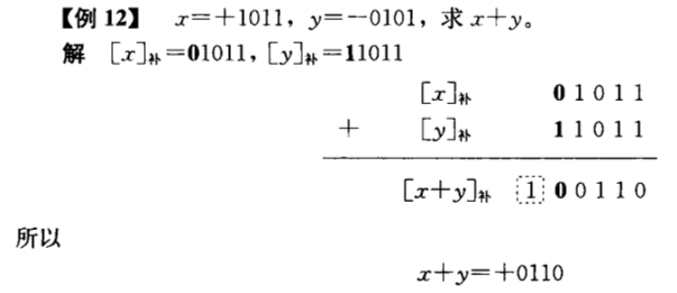 【例 12】 x=+1011, y=-0101, 求 x+y。
解 [x]补=01011, [y]补=11011
[x]补 0 1 0 1 1
+ [y]补 1 1 0 1 1
[x+y]补 1 0 0 1 1 0
所以
x+y=+0110